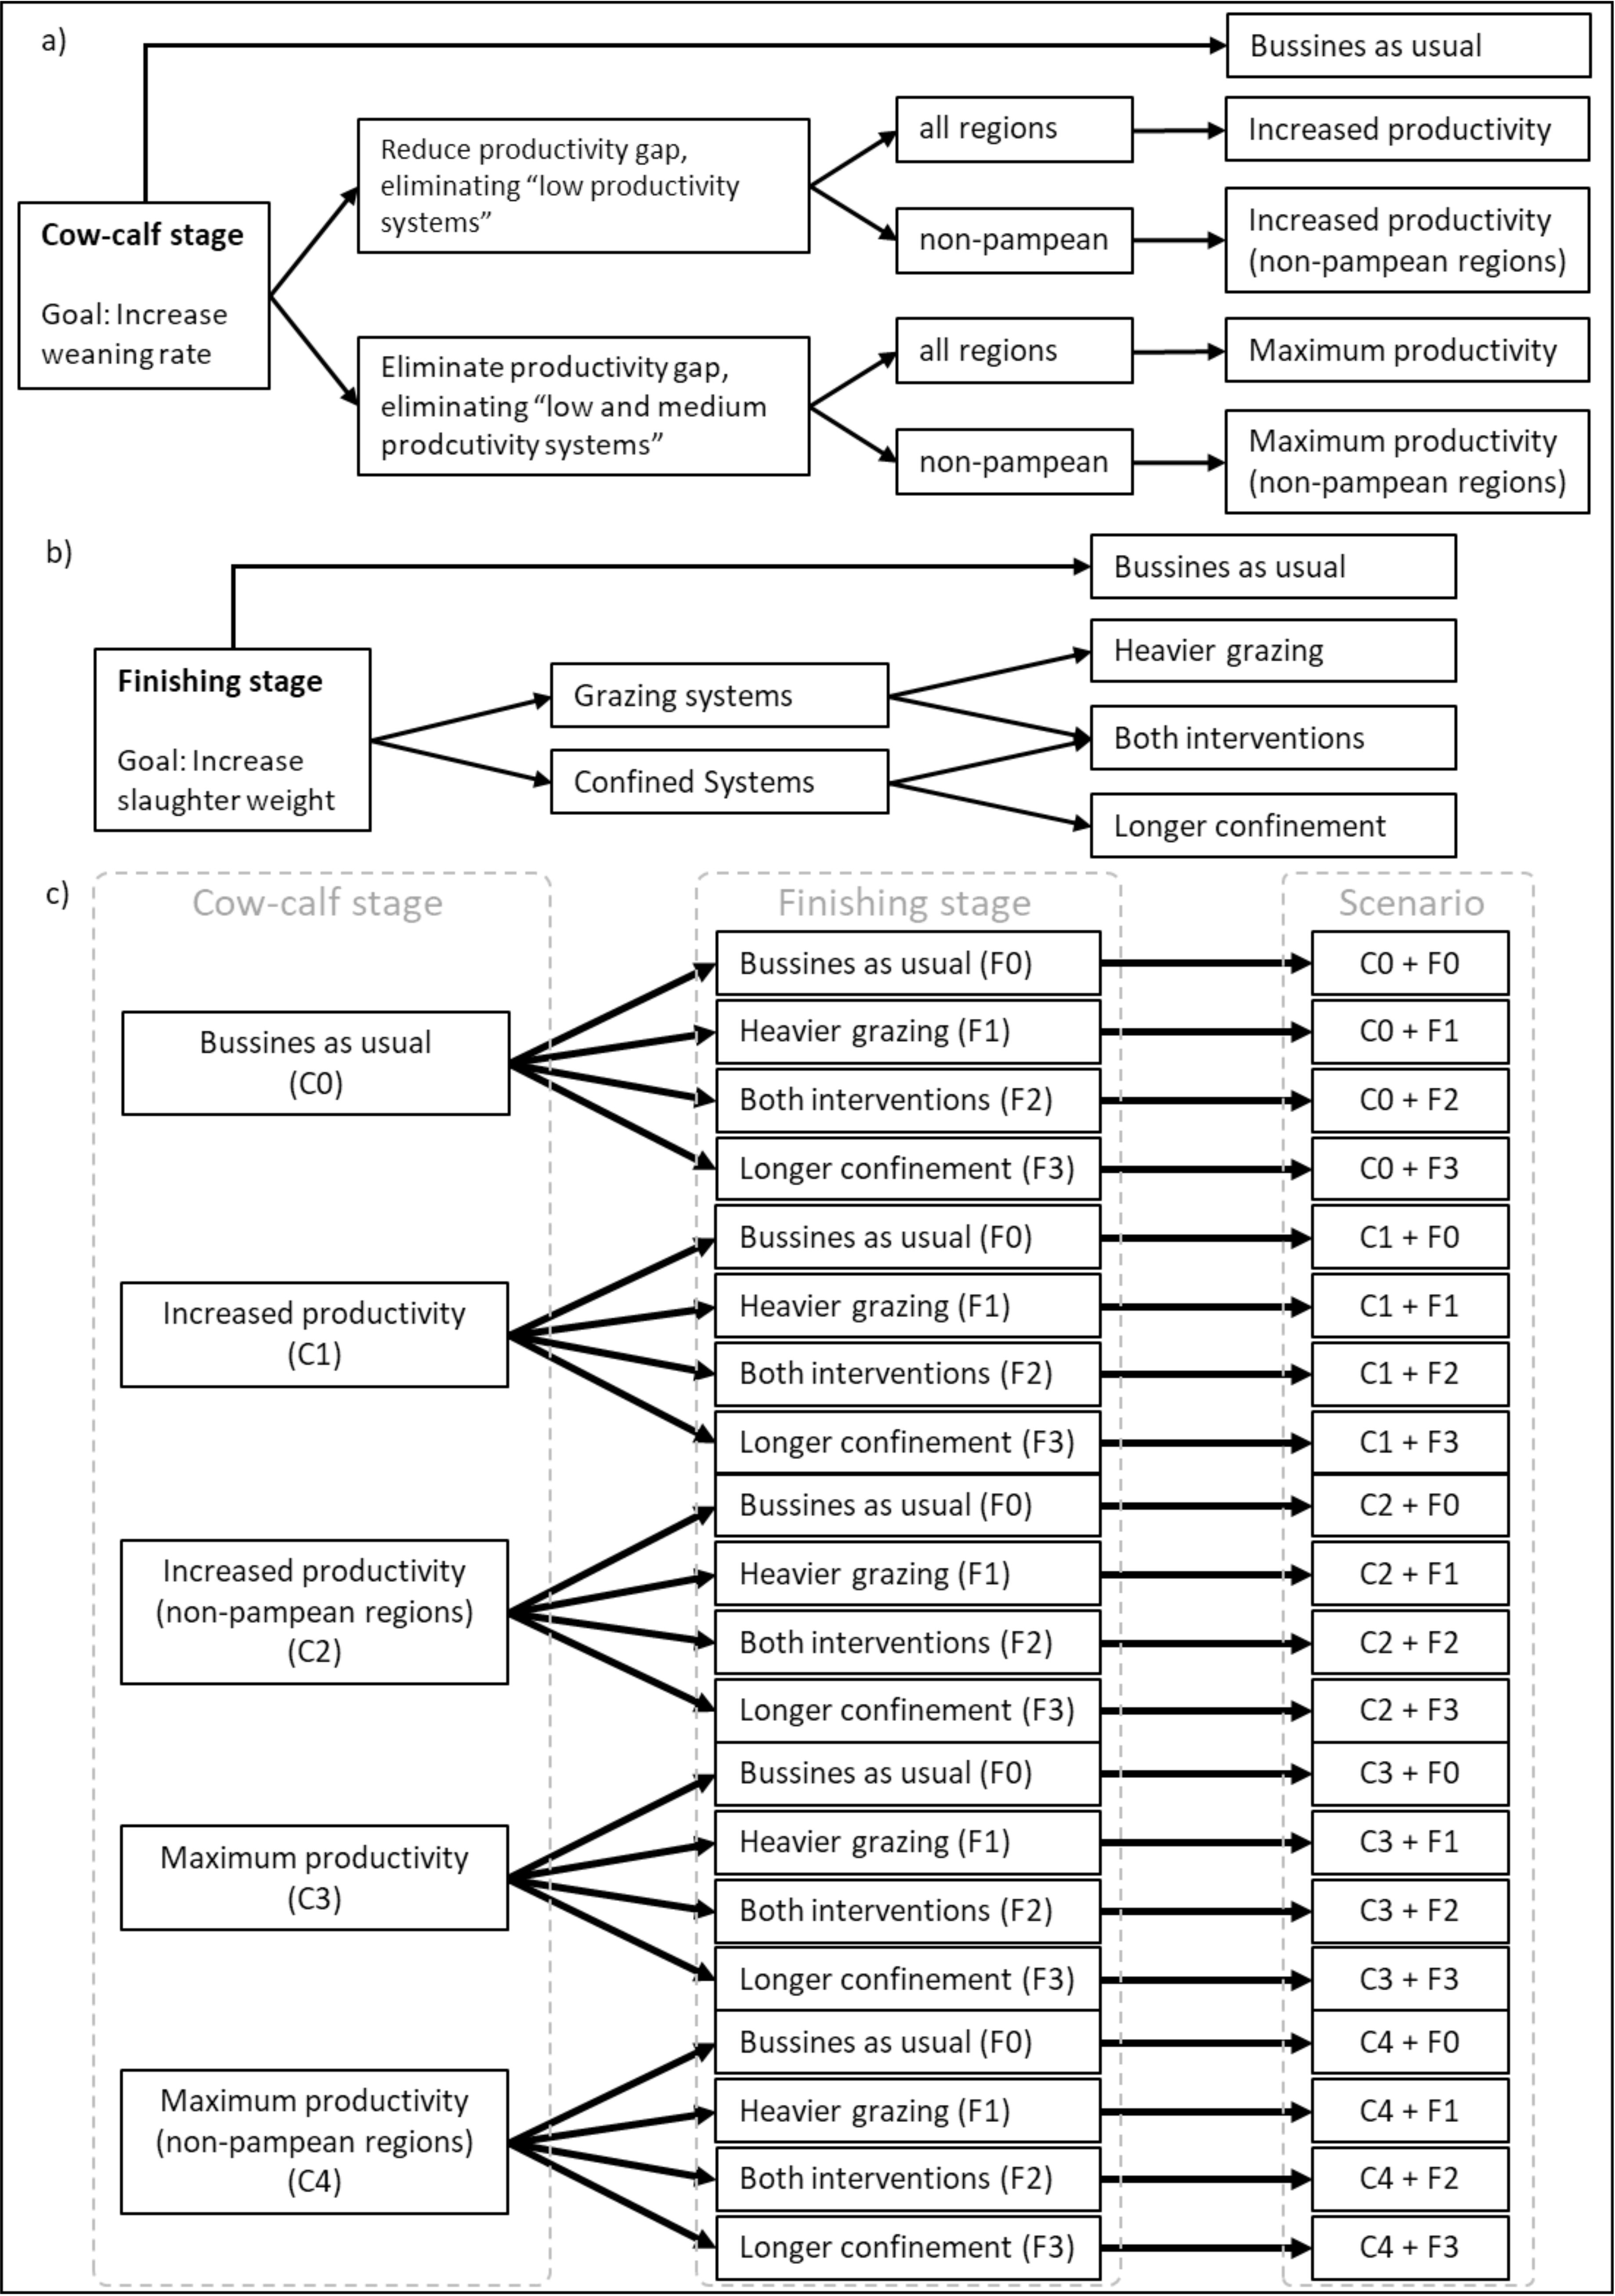 a)
Bussines as usual
Cow-calf stage
Goal: Increase
weaning rate
Reduce productivity gap,
eliminating “low productivity
systems”
all regions
Increased productivity
non-pampean
Increased productivity
(non-pampean regions)
Eliminate productivity gap,
eliminating “low and medium
prodcutivity systems”
all regions
Maximum productivity
non-pampean
Maximum productivity
(non-pampean regions)
b)
Bussines as usual
Finishing stage
Goal: Increase
slaughter weight
Grazing systems
Confined Systems
Heavier grazing
Both interventions
Longer confinement
c)
Cow-calf stage
Finishing stage
Scenario
Bussines as usual
(C0)
Bussines as usual (F0)
C0 + F0
Heavier grazing (F1)
C0 + F1
Both interventions (F2)
C0 + F2
Longer confinement (F3)
C0 + F3
Increased productivity
(C1)
Bussines as usual (F0)
C1 + F0
Heavier grazing (F1)
C1 + F1
Both interventions (F2)
C1 + F2
Longer confinement (F3)
C1 + F3
Increased productivity
(non-pampean regions)
(C2)
Bussines as usual (F0)
C2 + F0
Heavier grazing (F1)
C2 + F1
Both interventions (F2)
C2 + F2
Longer confinement (F3)
C2 + F3
Maximum productivity
(C3)
Bussines as usual (F0)
C3 + F0
Heavier grazing (F1)
C3 + F1
Both interventions (F2)
C3 + F2
Longer confinement (F3)
C3 + F3
Maximum productivity
(non-pampean regions)
(C4)
Bussines as usual (F0)
C4 + F0
Heavier grazing (F1)
C4 + F1
Both interventions (F2)
C4 + F2
Longer confinement (F3)
C4 + F3